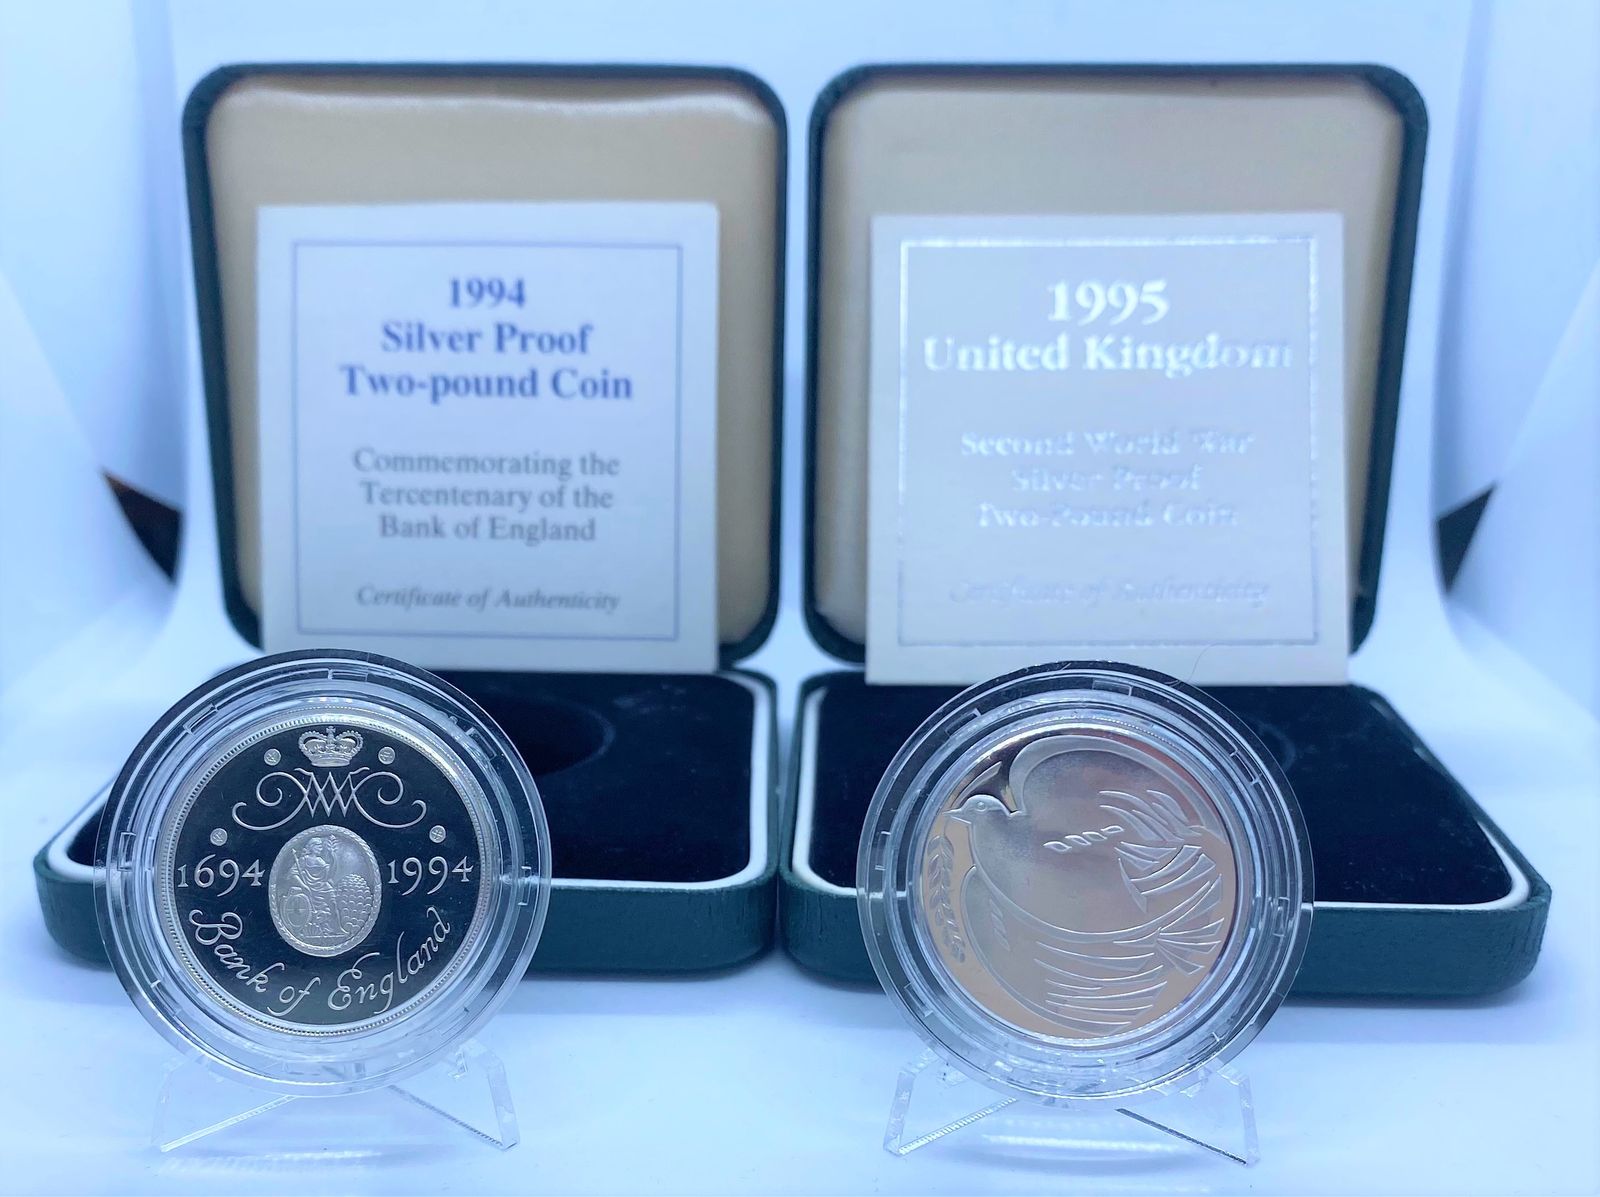 1994
Silver Proof
Two-pound Coin
Commemorating the
Tercentenary of the
Bank of England
Certificate of Authenticity
1995
United Kingdom
Second World War
Silver Proof
Two-Pound Coin
Certificate of Authenticity
1694 1994
Bank of England